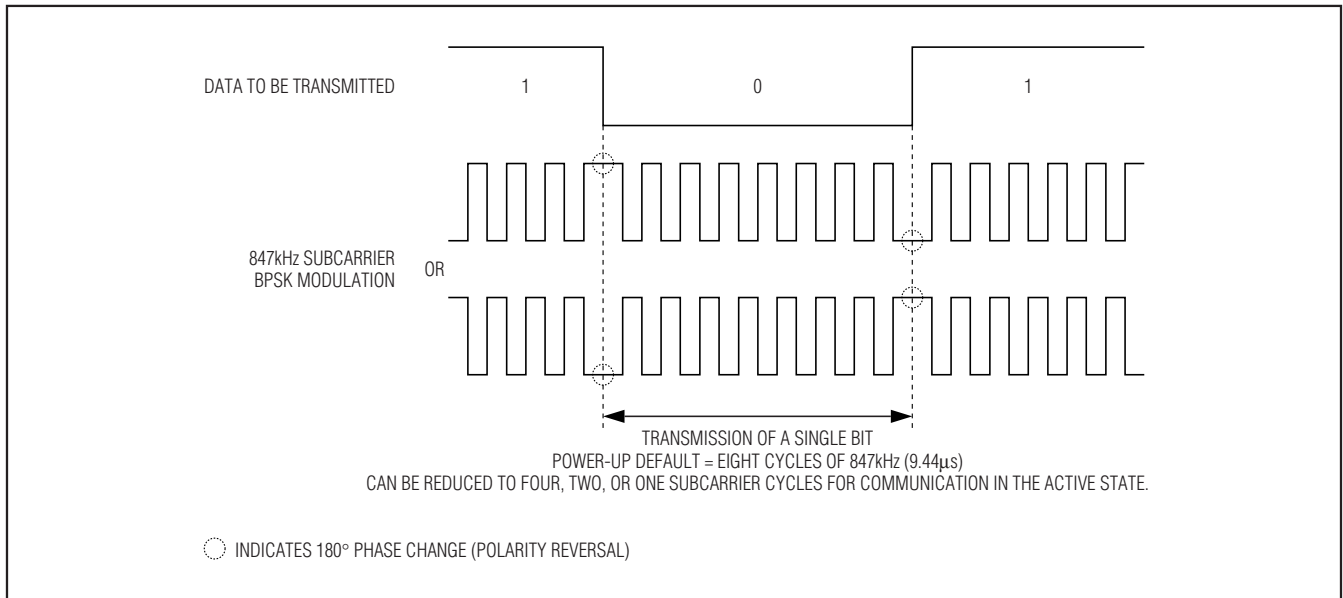 DATA TO BE TRANSMITTED
1
0
1
847kHz SUBCARRIER
BPSK MODULATION
OR
TRANSMISSION OF A SINGLE BIT
POWER-UP DEFAULT = EIGHT CYCLES OF 847kHz (9.44μs)
CAN BE REDUCED TO FOUR, TWO, OR ONE SUBCARRIER CYCLES FOR COMMUNICATION IN THE ACTIVE STATE.
INDICATES 180° PHASE CHANGE (POLARITY REVERSAL)